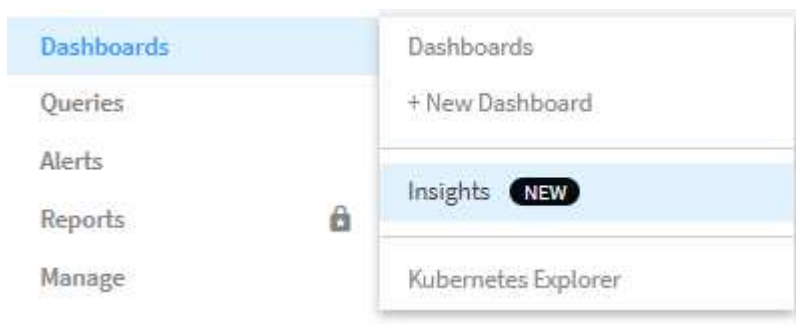 Dashboards
Queries
Alerts
Reports
Manage
Dashboards
+ New Dashboard
Insights NEW
Kubernetes Explorer